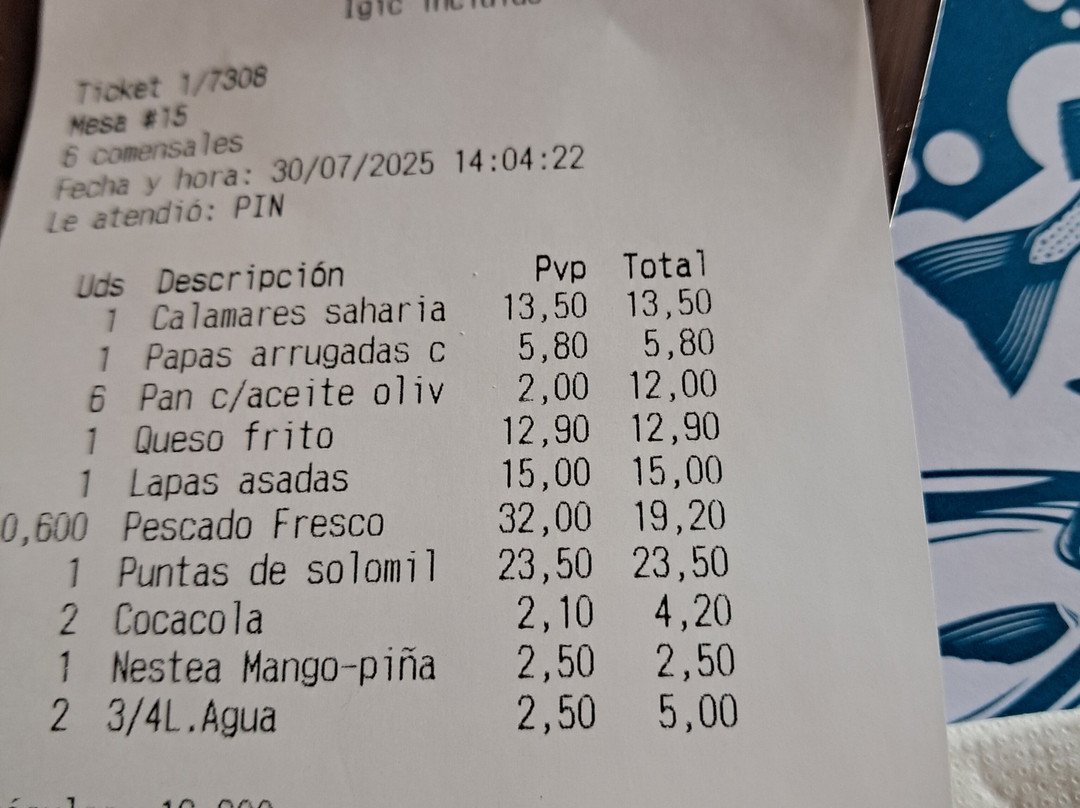 Igic incluido
Ticket 1/7308
Mesa #15
6 comensales
Fecha y hora: 30/07/2025 14:04:22
Le atendió: PIN
Uds Descripción Pvp Total
1 Calamares saharia 13,50 13,50
1 Papas arrugadas c 5,80 5,80
6 Pan c/aceite oliv 2,00 12,00
1 Queso frito 12,90 12,90
1 Lapas asadas 15,00 15,00
0,600 Pescado Fresco 32,00 19,20
1 Puntas de solomil 23,50 23,50
2 Cocacola 2,10 4,20
1 Nestea Mango-piña 2,50 2,50
2 3/4L.Agua 2,50 5,00